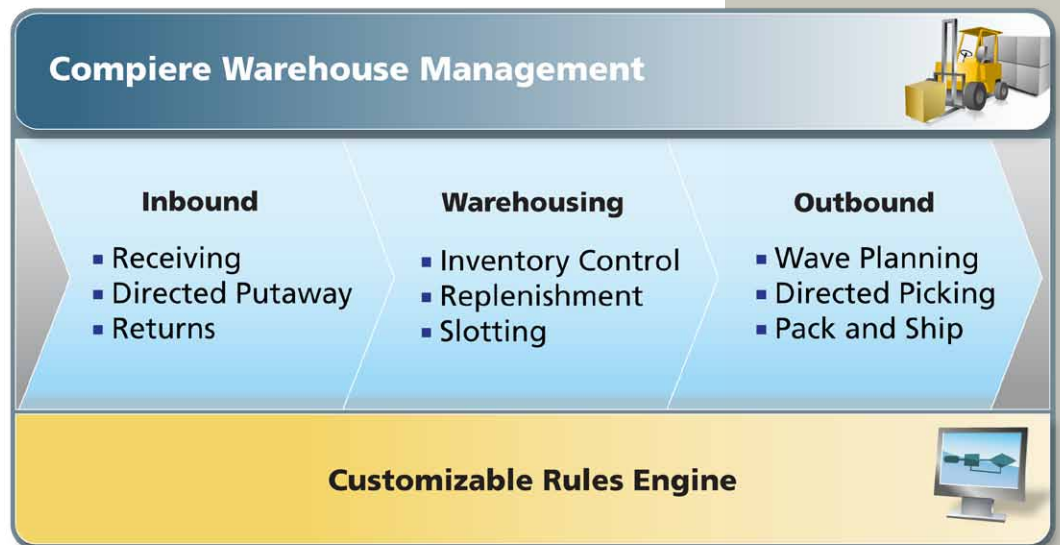 Compiere Warehouse Management
Inbound
▪ Receiving
▪ Directed Putaway
▪ Returns
Warehousing
▪ Inventory Control
▪ Replenishment
▪ Slotting
Outbound
▪ Wave Planning
▪ Directed Picking
▪ Pack and Ship
Customizable Rules Engine